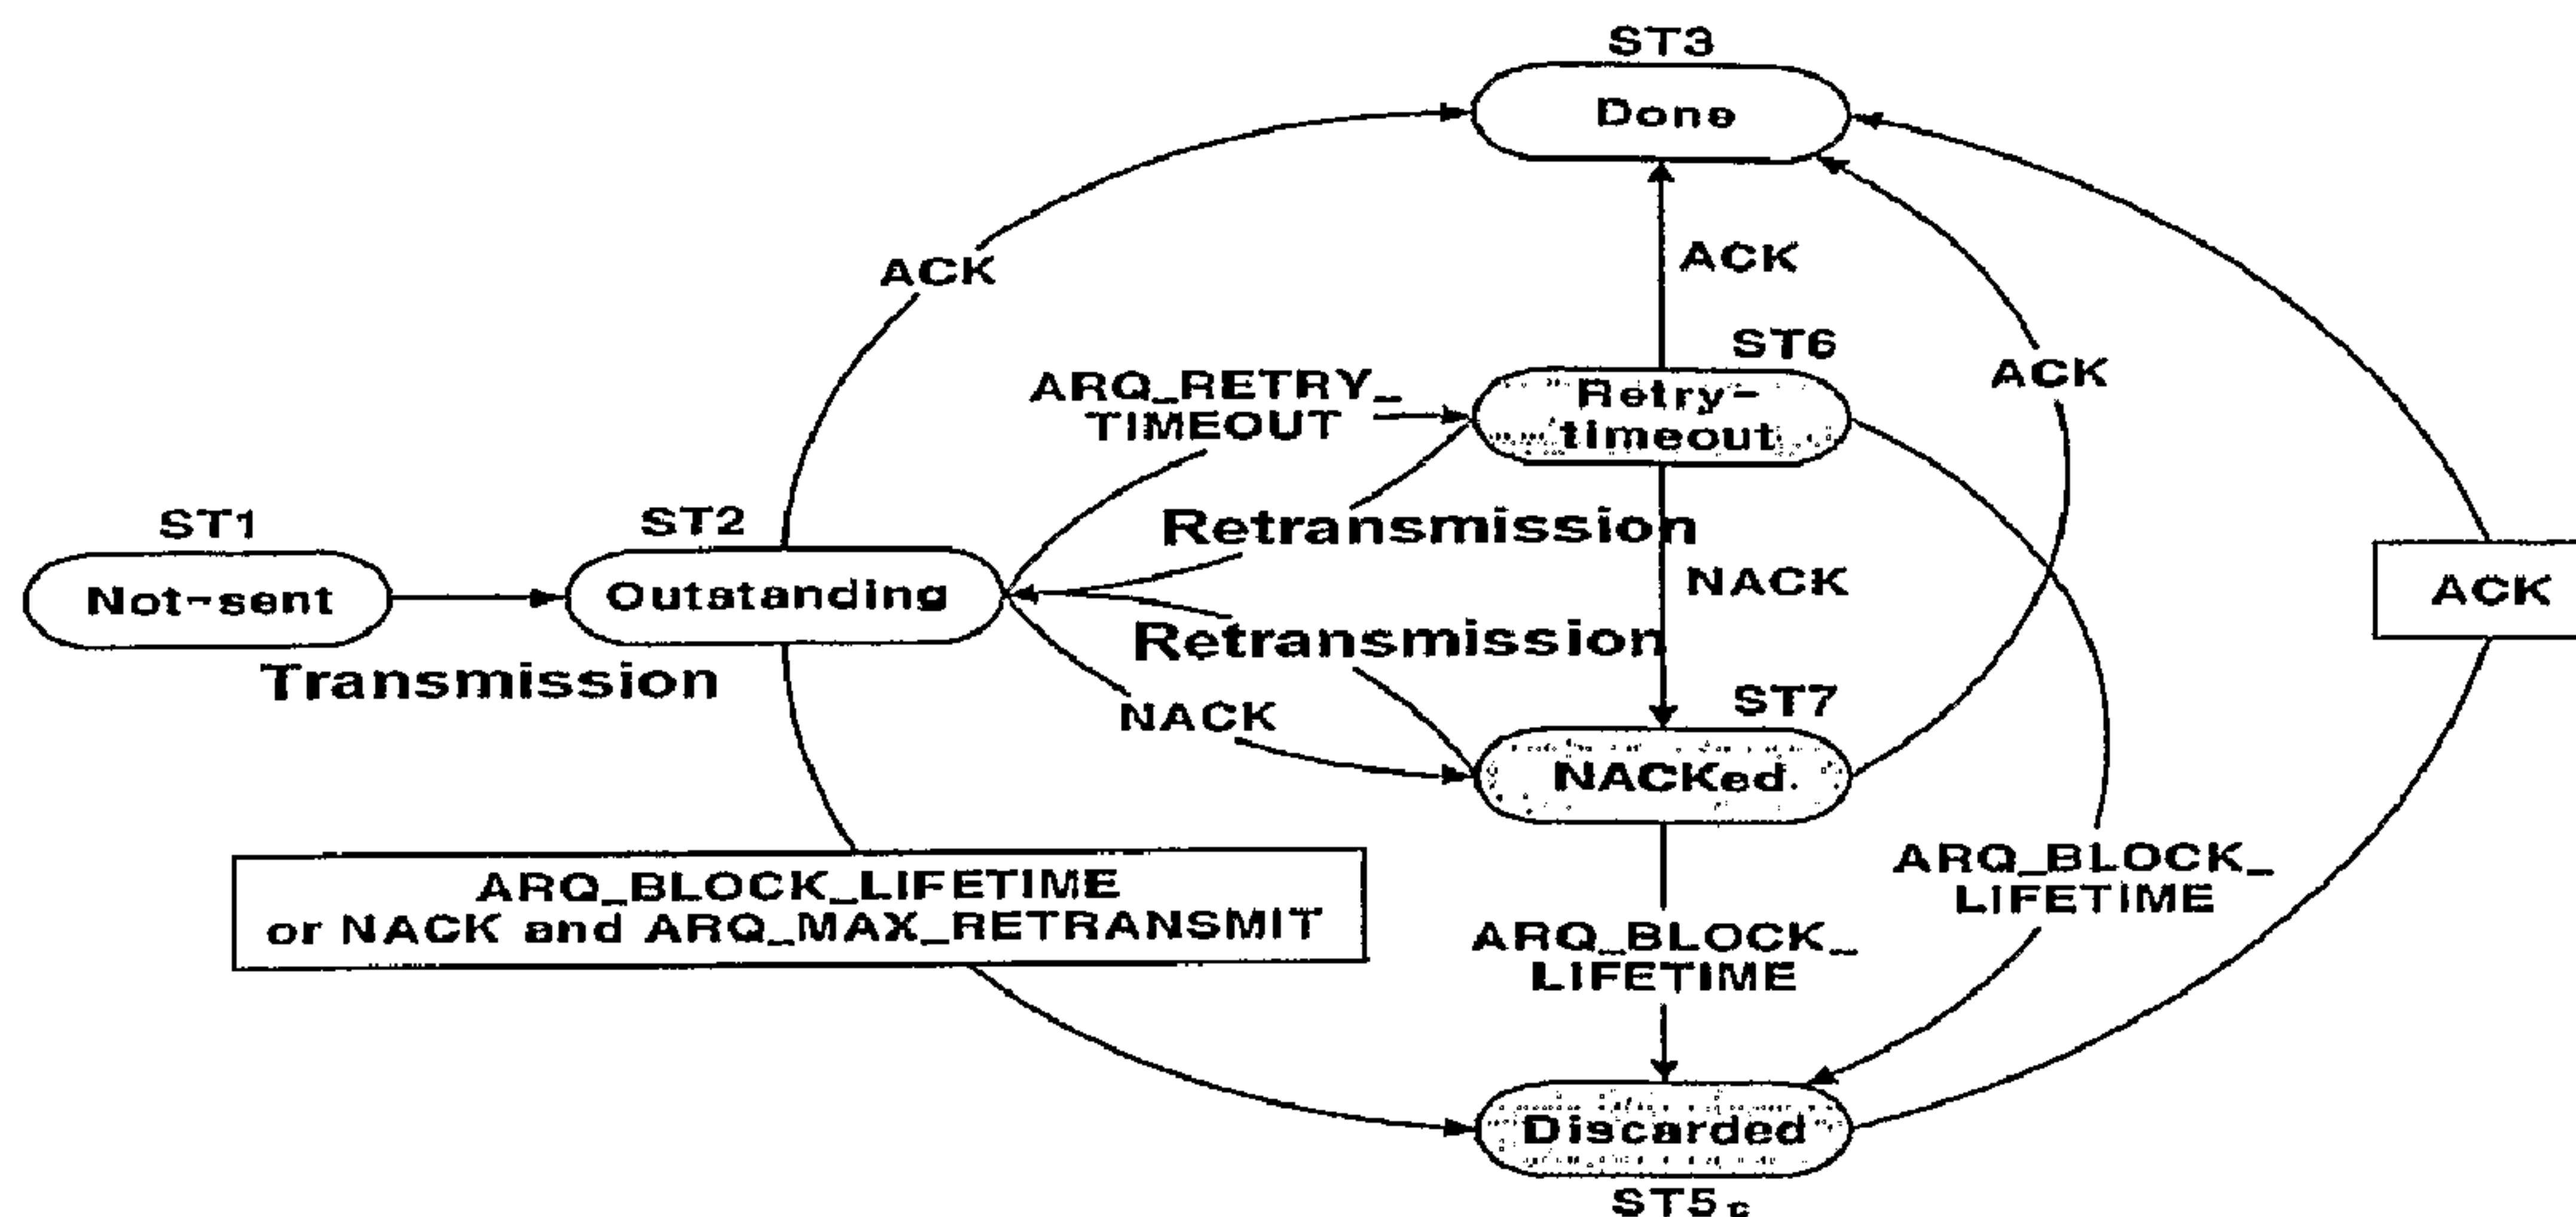 ST3
Done
ACK
ACK
ST6
ARQ_RETRY_
TIMEOUT
Retry-
timeout
ACK
ST1
ST2
Retransmission
Not-sent
Outstanding
NACK
ACK
Retransmission
Transmission
NACK
ST7
NACKed.
ARQ_BLOCK_LIFETIME
or NACK and ARQ_MAX_RETRANSMIT
ARQ_BLOCK_
LIFETIME
ARQ_BLOCK_
LIFETIME
Discarded
ST5